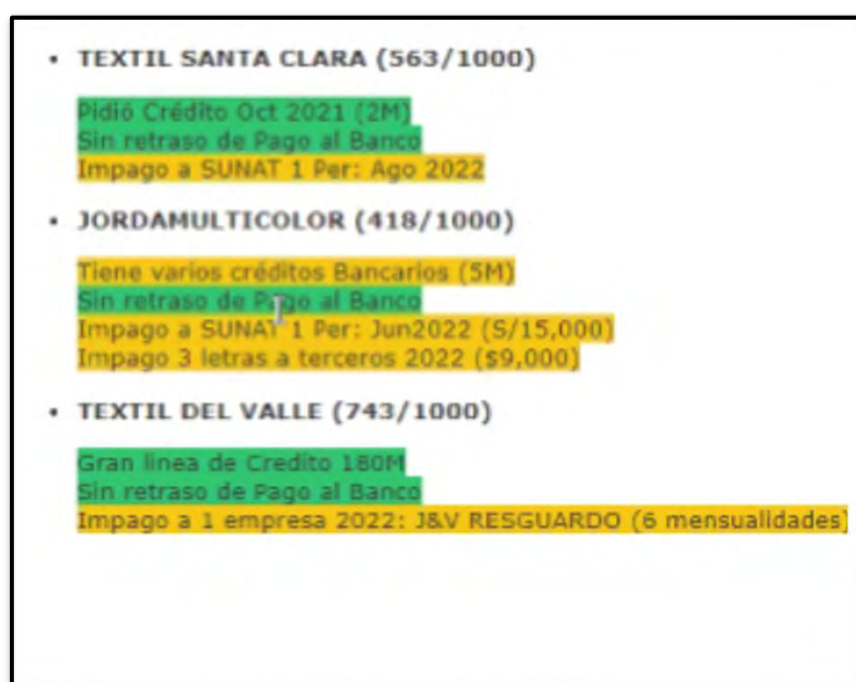 • TEXTIL SANTA CLARA (563/1000)
Pidió Crédito Oct 2021 (2M)
Sin retraso de Pago al Banco
Impago a SUNAT 1 Per: Ago 2022
• JORDAMULTICOLOR (418/1000)
Tiene varios créditos Bancarios (5M)
Sin retraso de Pago al Banco
Impago a SUNAT 1 Per: Jun2022 (S/15,000)
Impago 3 letras a terceros 2022 ($9,000)
• TEXTIL DEL VALLE (743/1000)
Gran linea de Credito 180M
Sin retraso de Pago al Banco
Impago a 1 empresa 2022: J&V RESGUARDO (6 mensualidades)